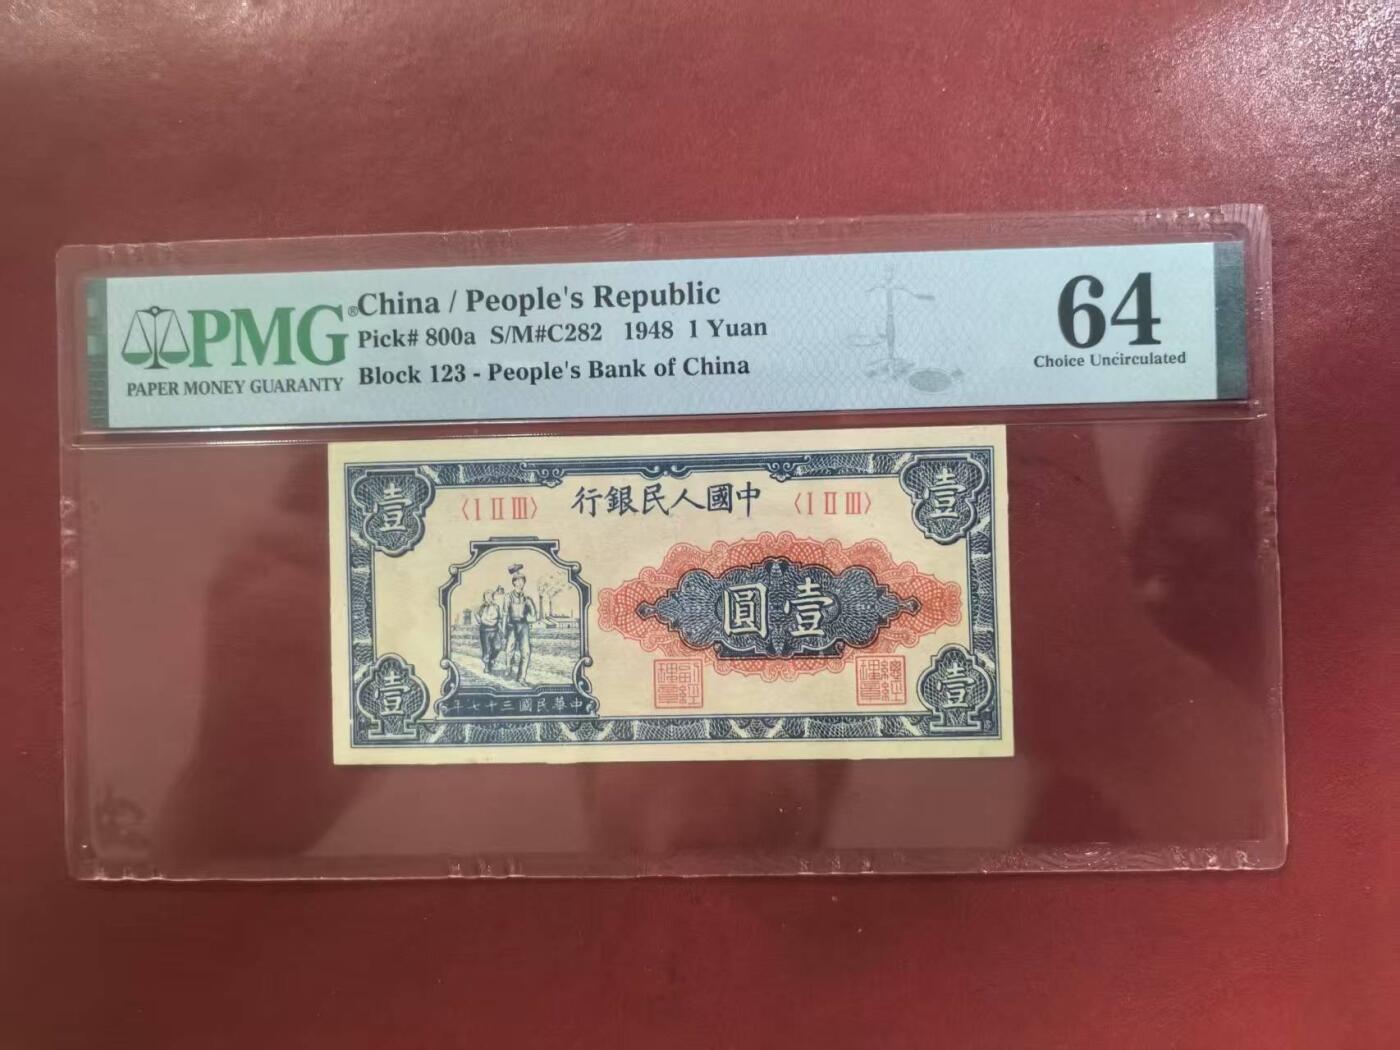 PMG®
PAPER MONEY GUARANTY
China / People's Republic
Pick# 800a S/M#C282 1948 1 Yuan
Block 123 - People's Bank of China
64
Choice Uncirculated
壹 壹
〈I II III〉 行銀民人國中 〈I II III〉
圓壹
年七十三國民華中
壹 壹